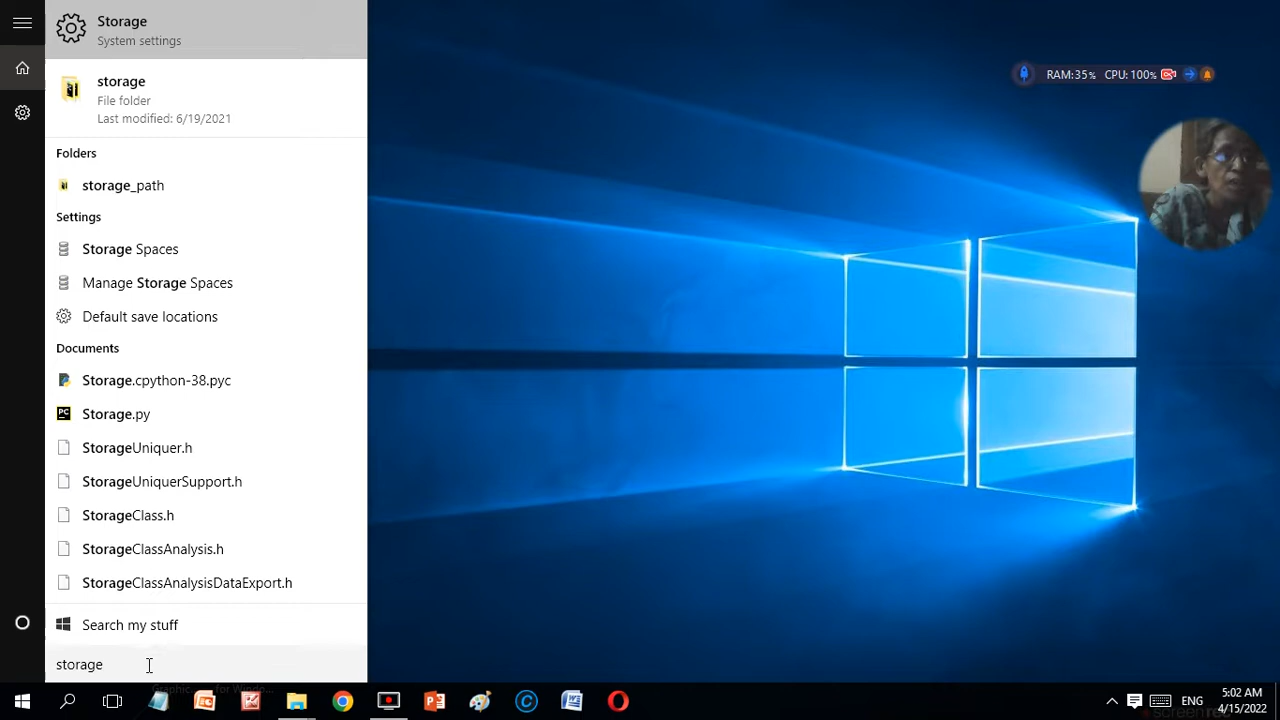 Storage
System settings
storage
File folder
Last modified: 6/19/2021
Folders
storage_path
Settings
Storage Spaces
Manage Storage Spaces
Default save locations
Documents
Storage.cpython-38.pyc
Storage.py
StorageUniquer.h
StorageUniquerSupport.h
StorageClass.h
StorageClassAnalysis.h
StorageClassAnalysisDataExport.h
Search my stuff
storage
RAM:35% CPU:100%
ENG
5:02 AM
4/15/2022